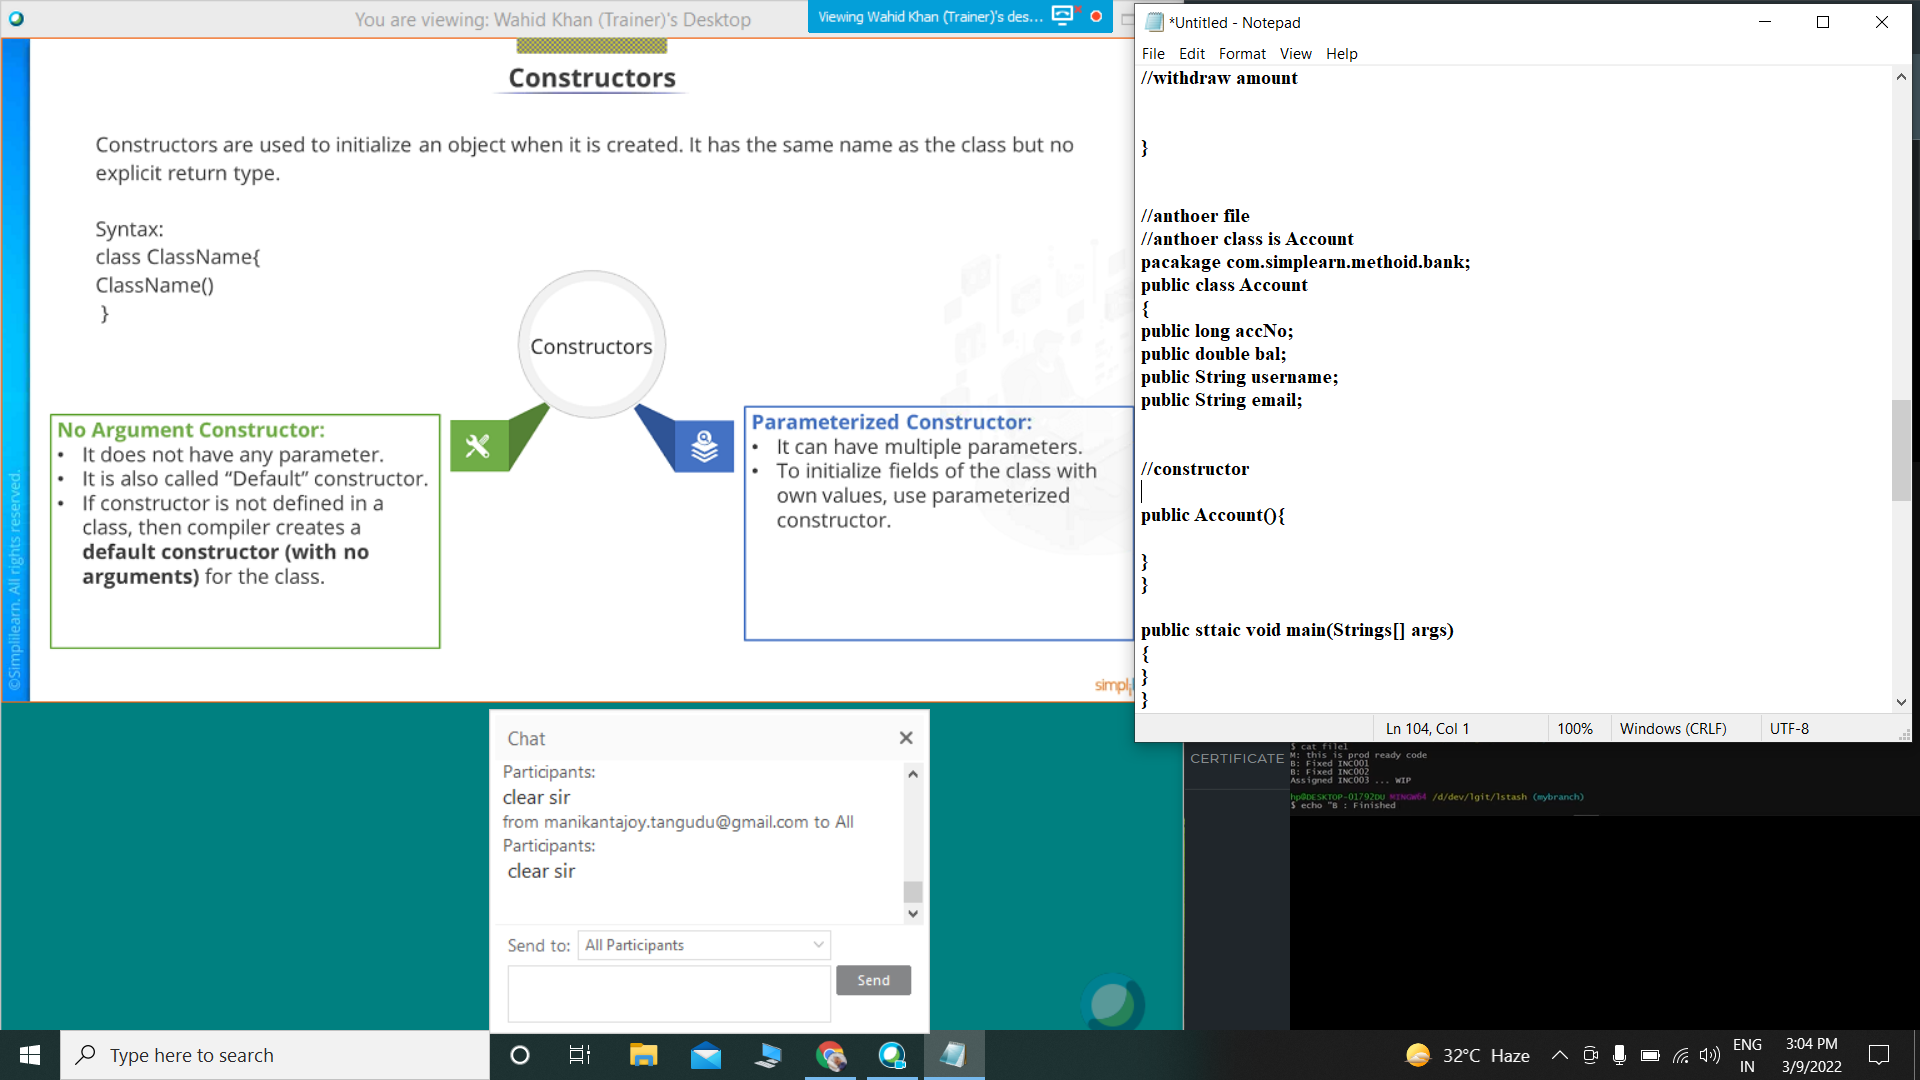 You are viewing: Wahid Khan (Trainer)'s Desktop
Viewing Wahid Khan (Trainer)'s des...
Constructors
Constructors are used to initialize an object when it is created. It has the same name as the class but no
explicit return type.
Syntax:
class ClassName{
ClassName()
}
Constructors
No Argument Constructor:
• It does not have any parameter.
• It is also called “Default” constructor.
• If constructor is not defined in a
class, then compiler creates a
default constructor (with no
arguments) for the class.
Parameterized Constructor:
• It can have multiple parameters.
• To initialize fields of the class with
own values, use parameterized
constructor.
©Simplilearn. All rights reserved.
simpli
*Untitled - Notepad
File Edit Format View Help
//withdraw amount
}
//anthoer file
//anthoer class is Account
pacakage com.simplearn.methoid.bank;
public class Account
{
public long accNo;
public double bal;
public String username;
public String email;
//constructor
public Account(){
}
}
public sttaic void main(Strings[] args)
{
}
}
Ln 104, Col 1
100%
Windows (CRLF)
UTF-8
Chat
Participants:
clear sir
from manikantajoy.tangudu@gmail.com to All
Participants:
clear sir
Send to: All Participants
Send
CERTIFICATE
$ cat file1
M: this is prod ready code
B: Fixed INC001
B: Fixed INC002
Assigned INC003 ... WIP
hp@DESKTOP-01792DU MINGW64 /d/dev/lgit/lstash (mybranch)
$ echo "B : Finished
Type here to search
32°C Haze
ENG
IN
3:04 PM
3/9/2022